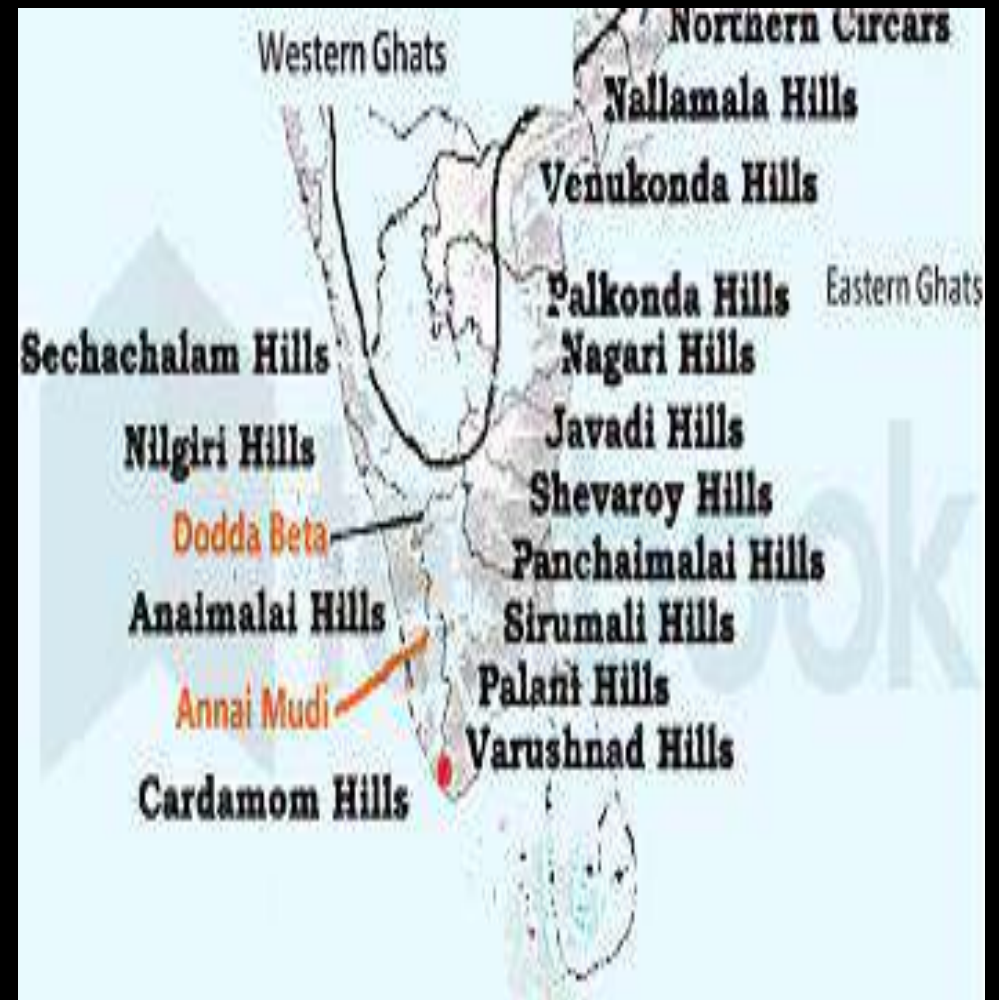 Northern Circars
Western Ghats
Nallamala Hills
Venukonda Hills
Palkonda Hills
Eastern Ghats
Sechachalam Hills
Nagari Hills
Nilgiri Hills
Javadi Hills
Shevaroy Hills
Dodda Beta
Panchaimalai Hills
Anaimalai Hills
Sirumali Hills
Annai Mudi
Palani Hills
Varushnad Hills
Cardamom Hills